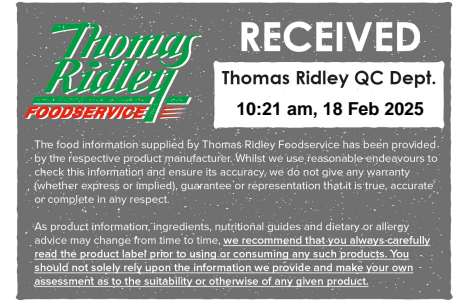 Thomas
Ridley
FOODSERVICE
RECEIVED
Thomas Ridley QC Dept.
10:21 am, 18 Feb 2025
The food information supplied by Thomas Ridley Foodservice has been provided
by the respective product manufacturer. Whilst we use reasonable endeavours to
check this information and ensure its accuracy, we do not give any warranty
(whether express or implied), guarantee or representation that it is true, accurate
or complete in any respect.
As product information, ingredients, nutritional guides and dietary or allergy
advice may change from time to time, we recommend that you always carefully
read the product label prior to using or consuming any such products. You
should not solely rely upon the information we provide and make your own
assessment as to the suitability or otherwise of any given product.